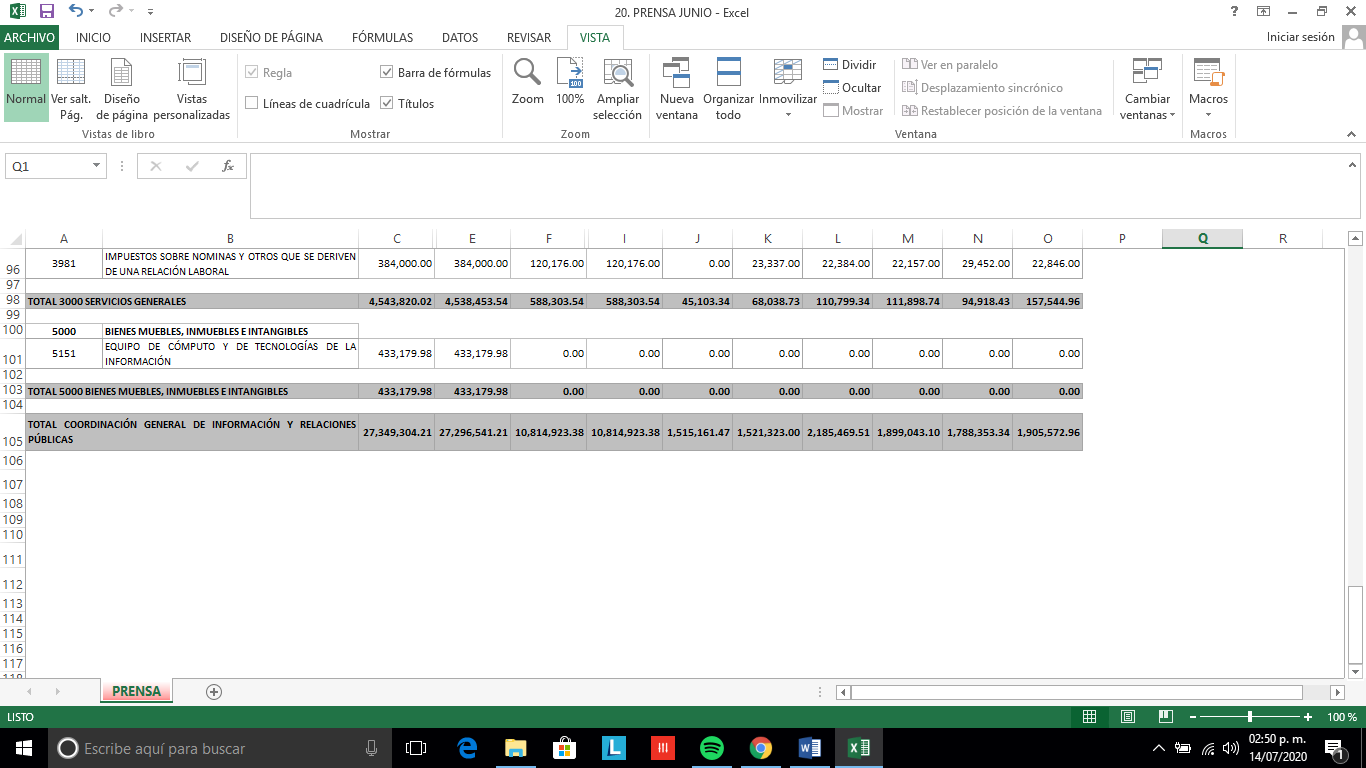 20. PRENSA JUNIO - Excel
ARCHIVO INICIO INSERTAR DISEÑO DE PÁGINA FÓRMULAS DATOS REVISAR VISTA Iniciar sesión
Normal Ver salt. Pág. Diseño de página Vistas personalizadas
Vistas de libro
Regla Barra de fórmulas
Líneas de cuadrícula Títulos
Mostrar
Zoom 100% Ampliar selección
Zoom
Nueva ventana Organizar todo Inmovilizar
Dividir Ver en paralelo
Ocultar Desplazamiento sincrónico
Mostrar Restablecer posición de la ventana
Cambiar ventanas
Ventana
Macros
Macros
Q1 fx
A B C E F I J K L M N O P Q R
96 3981 IMPUESTOS SOBRE NOMINAS Y OTROS QUE SE DERIVEN DE UNA RELACIÓN LABORAL 384,000.00 384,000.00 120,176.00 120,176.00 0.00 23,337.00 22,384.00 22,157.00 29,452.00 22,846.00
97
98 TOTAL 3000 SERVICIOS GENERALES 4,543,820.02 4,538,453.54 588,303.54 588,303.54 45,103.34 68,038.73 110,799.34 111,898.74 94,918.43 157,544.96
99
100 5000 BIENES MUEBLES, INMUEBLES E INTANGIBLES
101 5151 EQUIPO DE CÓMPUTO Y DE TECNOLOGÍAS DE LA INFORMACIÓN 433,179.98 433,179.98 0.00 0.00 0.00 0.00 0.00 0.00 0.00 0.00
102
103 TOTAL 5000 BIENES MUEBLES, INMUEBLES E INTANGIBLES 433,179.98 433,179.98 0.00 0.00 0.00 0.00 0.00 0.00 0.00 0.00
104
105 TOTAL COORDINACIÓN GENERAL DE INFORMACIÓN Y RELACIONES PÚBLICAS 27,349,304.21 27,296,541.21 10,814,923.38 10,814,923.38 1,515,161.47 1,521,323.00 2,185,469.51 1,899,043.10 1,788,353.34 1,905,572.96
106
107
108
109
110
111
112
113
114
115
116
117
118
PRENSA
LISTO 100 %
Escribe aquí para buscar
02:50 p. m.
14/07/2020
1